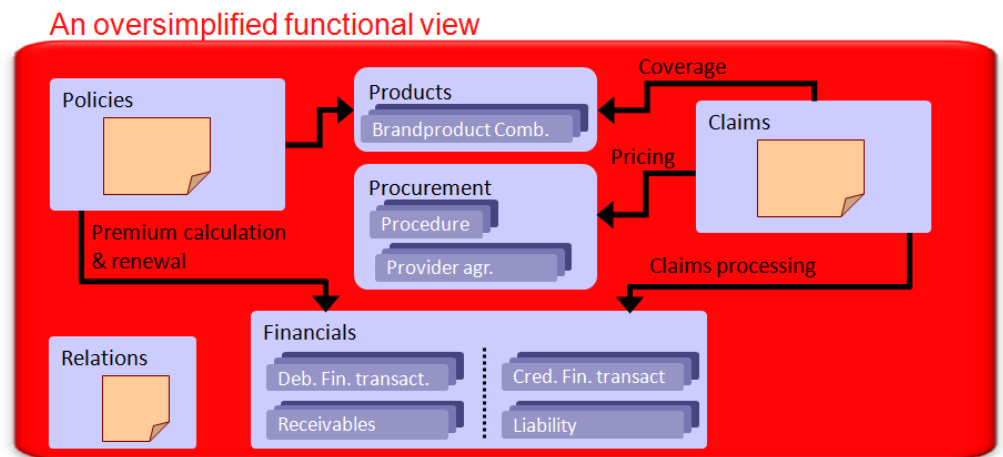 An oversimplified functional view
Policies
Products
Brandproduct Comb.
Coverage
Claims
Pricing
Procurement
Procedure
Provider agr.
Premium calculation
& renewal
Claims processing
Financials
Deb. Fin. transact.
Cred. Fin. transact
Receivables
Liability
Relations